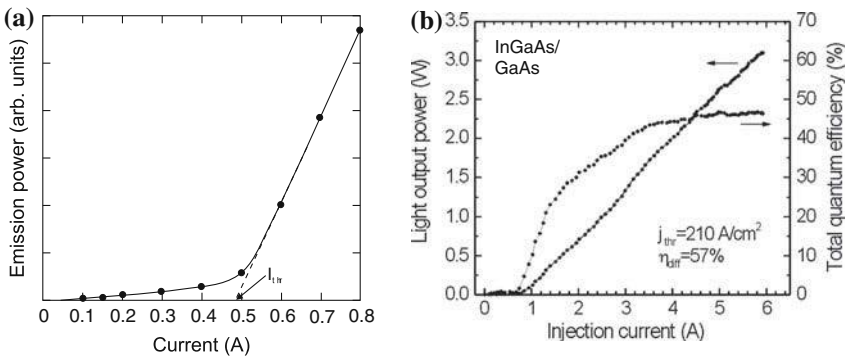 (a)
Emission power (arb. units)
I_thr
0 0.1 0.2 0.3 0.4 0.5 0.6 0.7 0.8
Current (A)
(b)
Light output power (W)
3.5
3.0
2.5
2.0
1.5
1.0
0.5
0.0
InGaAs/
GaAs
j_thr=210 A/cm²
η_diff=57%
0 1 2 3 4 5 6
Injection current (A)
70
60
50
40
30
20
10
0
Total quantum efficiency (%)